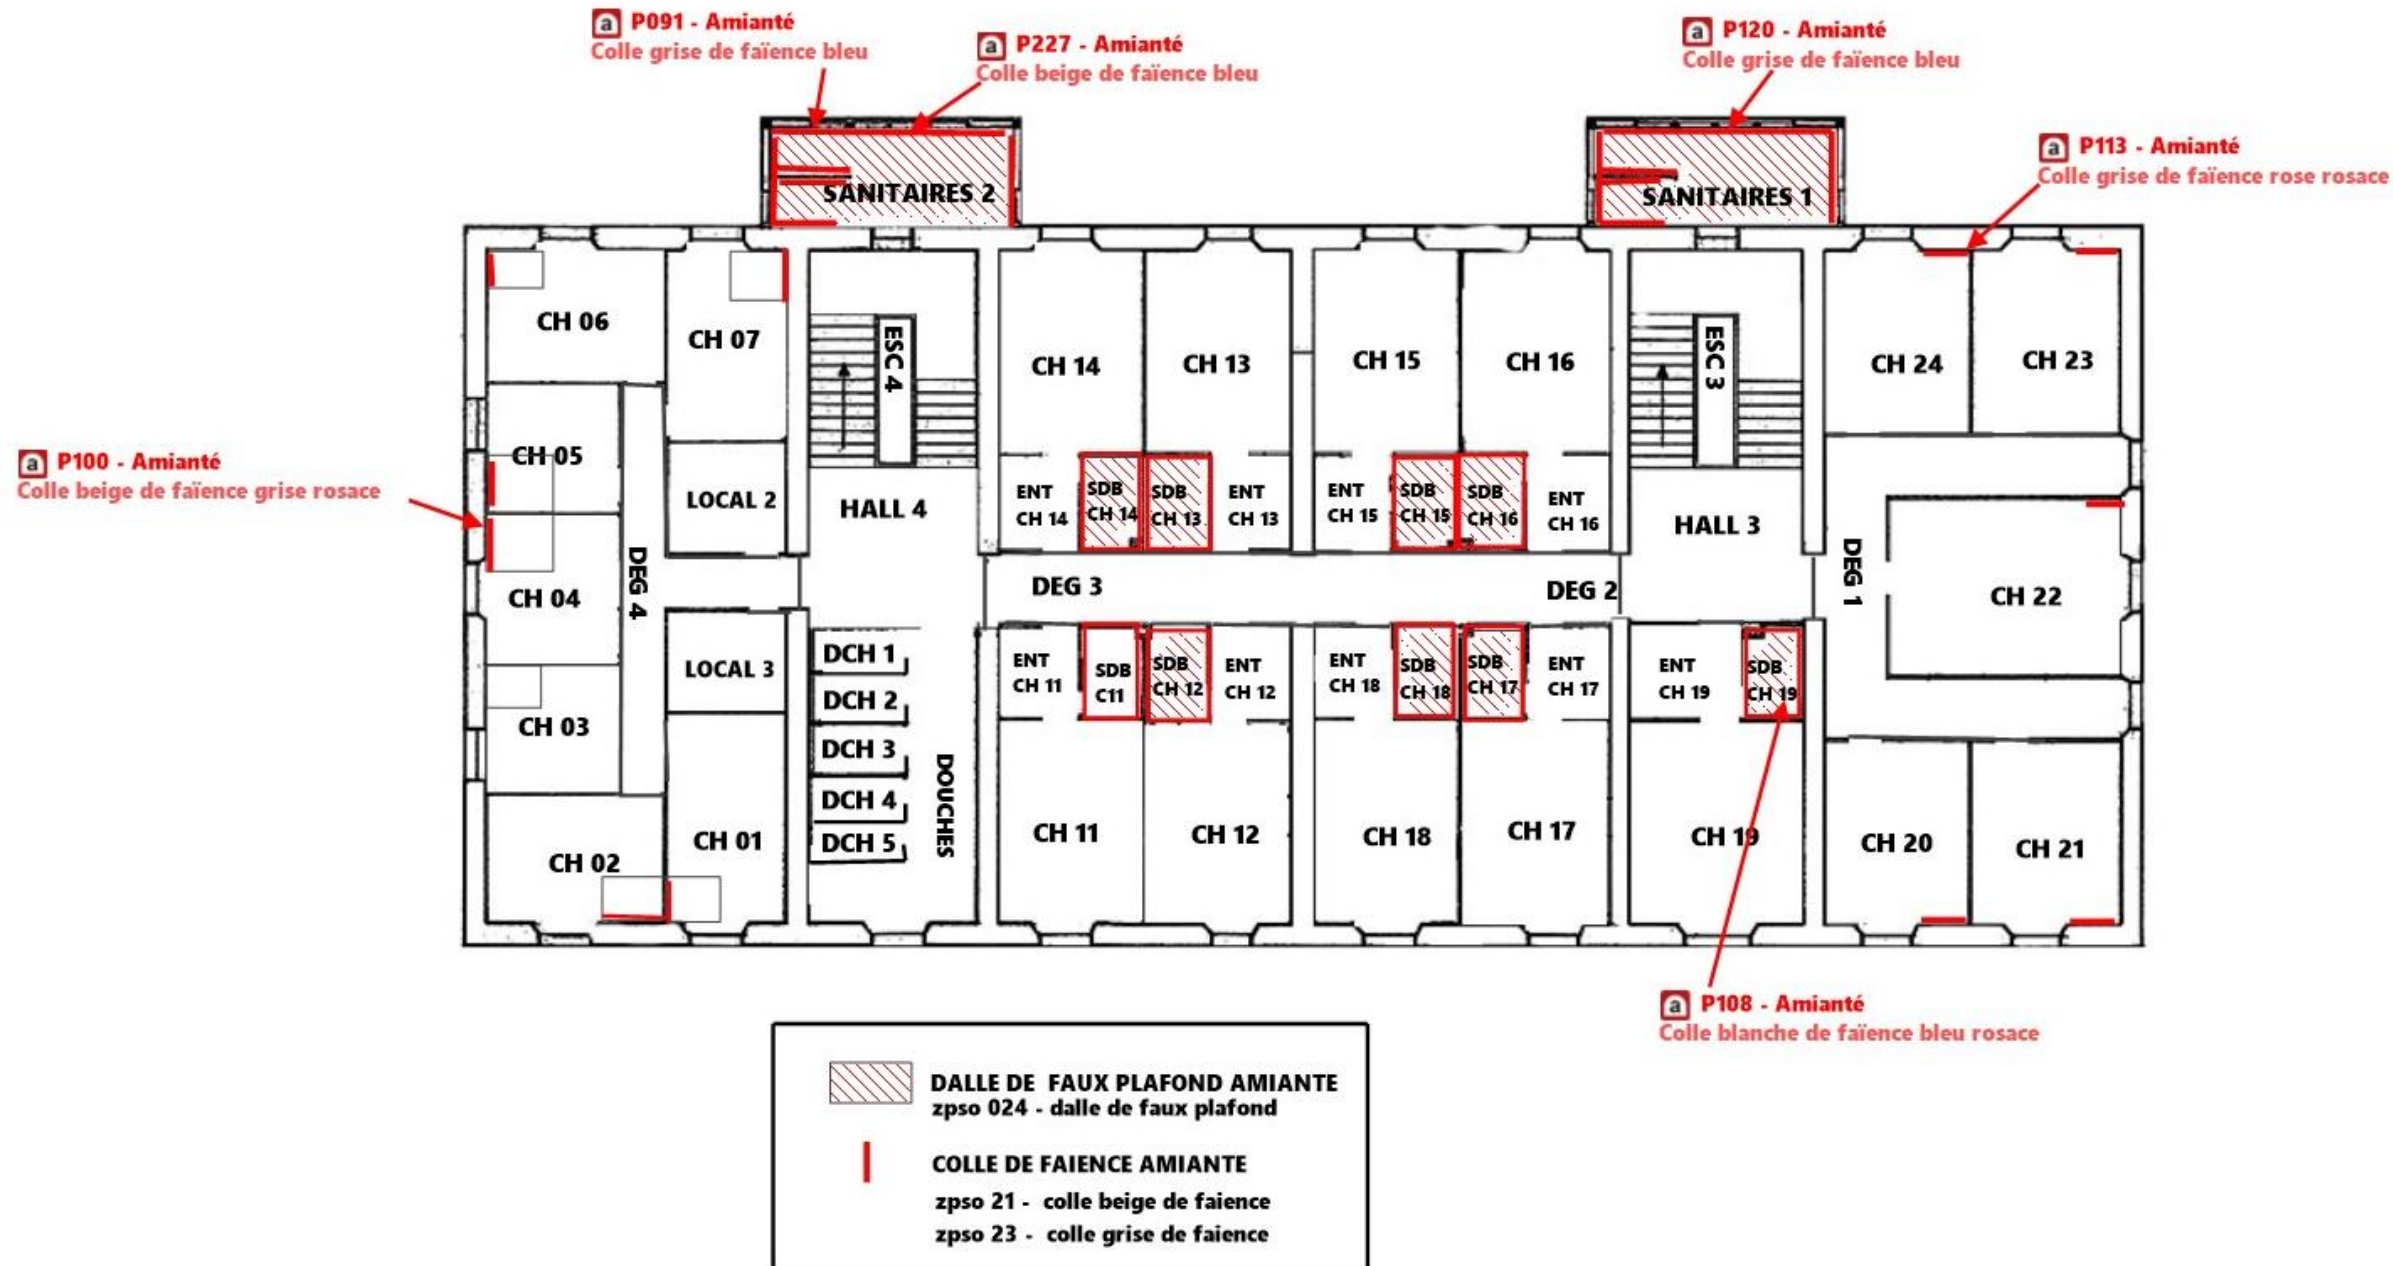 a P091 - Amianté
Colle grise de faïence bleu
a P227 - Amianté
Colle beige de faïence bleu
a P120 - Amianté
Colle grise de faïence bleu
a P113 - Amianté
Colle grise de faïence rose rosace
SANITAIRES 2
SANITAIRES 1
CH 06
CH 07
ESC 4
CH 14
CH 13
CH 15
CH 16
ESC 3
CH 24
CH 23
a P100 - Amianté
Colle beige de faïence grise rosace
CH 05
LOCAL 2
HALL 4
ENT
CH 14
SDB
CH 14
SDB
CH 13
ENT
CH 13
ENT
CH 15
SDB
CH 15
SDB
CH 16
ENT
CH 16
HALL 3
CH 04
DEG 4
DEG 3
DEG 2
DEG 1
CH 22
CH 03
LOCAL 3
DCH 1
DCH 2
DCH 3
DCH 4
DCH 5
DOUCHES
ENT
CH 11
SDB
C11
SDB
CH 12
ENT
CH 12
ENT
CH 18
SDB
CH 18
SDB
CH 17
ENT
CH 17
ENT
CH 19
SDB
CH 19
CH 02
CH 01
CH 11
CH 12
CH 18
CH 17
CH 19
CH 20
CH 21
a P108 - Amianté
Colle blanche de faïence bleu rosace
DALLE DE FAUX PLAFOND AMIANTE
zpso 024 - dalle de faux plafond
COLLE DE FAIENCE AMIANTE
zpso 21 - colle beige de faience
zpso 23 - colle grise de faience